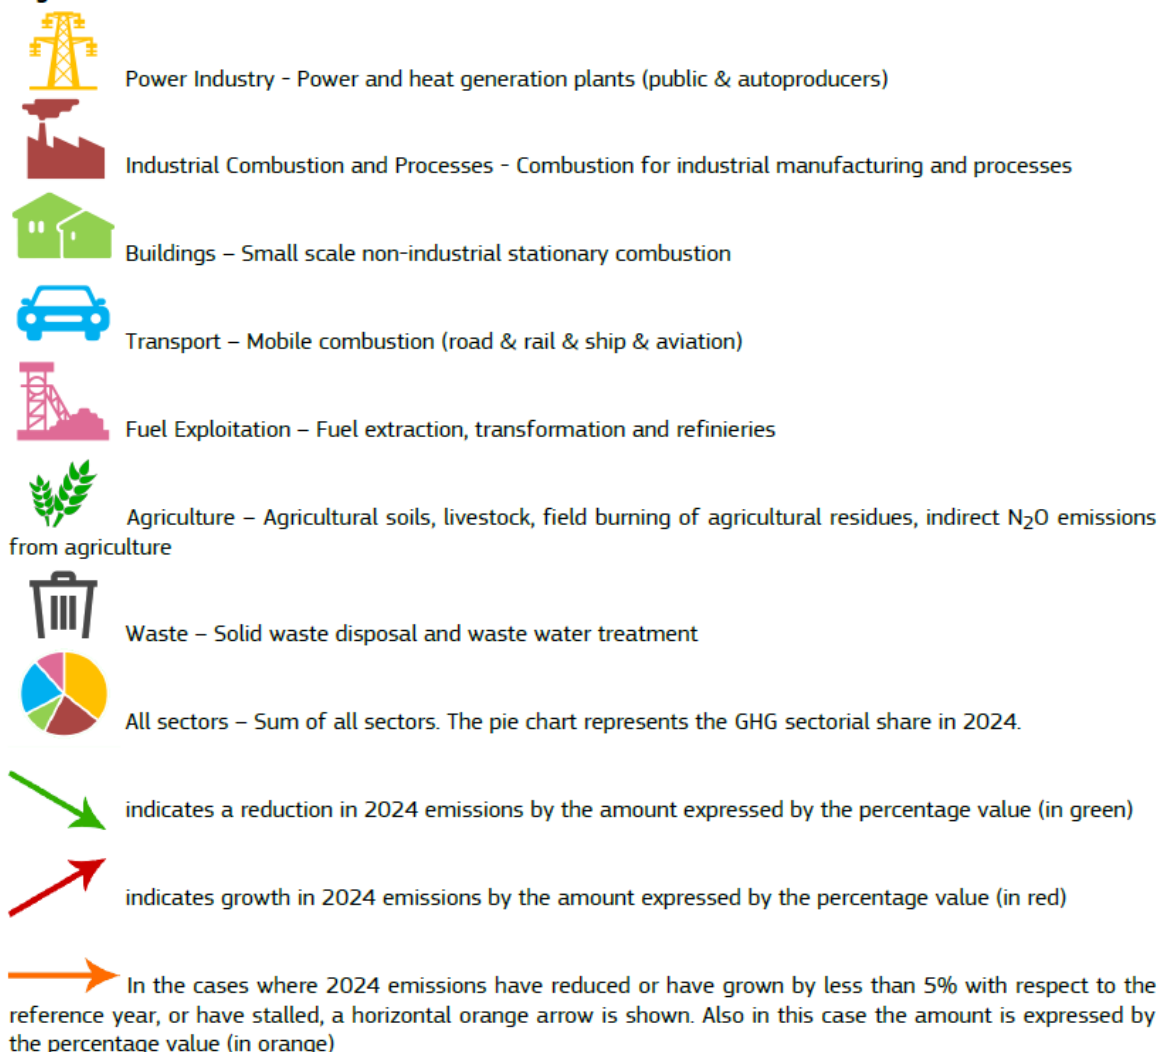 Power Industry - Power and heat generation plants (public & autoproducers)
Industrial Combustion and Processes - Combustion for industrial manufacturing and processes
Buildings – Small scale non-industrial stationary combustion
Transport – Mobile combustion (road & rail & ship & aviation)
Fuel Exploitation – Fuel extraction, transformation and refinieries
Agriculture – Agricultural soils, livestock, field burning of agricultural residues, indirect N₂O emissions
from agriculture
Waste – Solid waste disposal and waste water treatment
All sectors – Sum of all sectors. The pie chart represents the GHG sectorial share in 2024.
indicates a reduction in 2024 emissions by the amount expressed by the percentage value (in green)
indicates growth in 2024 emissions by the amount expressed by the percentage value (in red)
In the cases where 2024 emissions have reduced or have grown by less than 5% with respect to the
reference year, or have stalled, a horizontal orange arrow is shown. Also in this case the amount is expressed by
the percentage value (in orange)